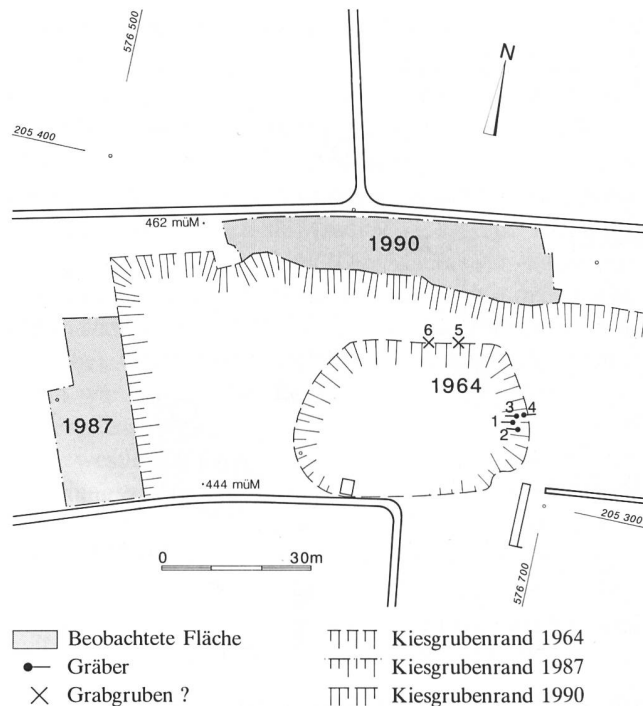 576 500
N
205 400
462 müM
1990
6 5
1964
3 4
1
2
1987
444 müM
205 300
0 30m
576 700
Beobachtete Fläche
Gräber
Grabgruben ?
Kiesgrubenrand 1964
Kiesgrubenrand 1987
Kiesgrubenrand 1990